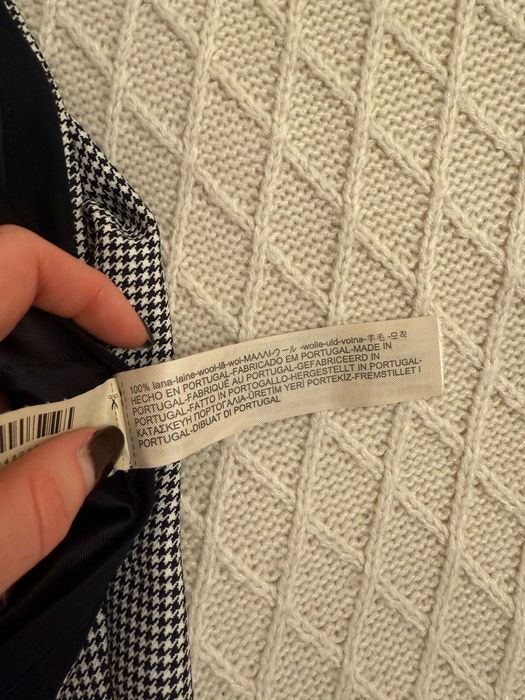 100% lana-laine-wool-lã-wol-ΜΑΛΛΙ-ウール -wolle-uld-voina-羊毛 -모직
HECHO EN PORTUGAL-FABRICADO EM PORTUGAL-MADE IN
PORTUGAL-FABRIQUÉ AU PORTUGAL-GEFABRICEERD IN
PORTUGAL-FATTO IN PORTOGALLO-HERGESTELLT IN PORTUGAL-
ΚΑΤΑΣΚΕΥΗ ΠΟΡΤΟΓΑΛΙΑ-ÜRETİM YERİ PORTEKİZ-FREMSTILLET I
PORTUGAL-DIBUAT DI PORTUGAL